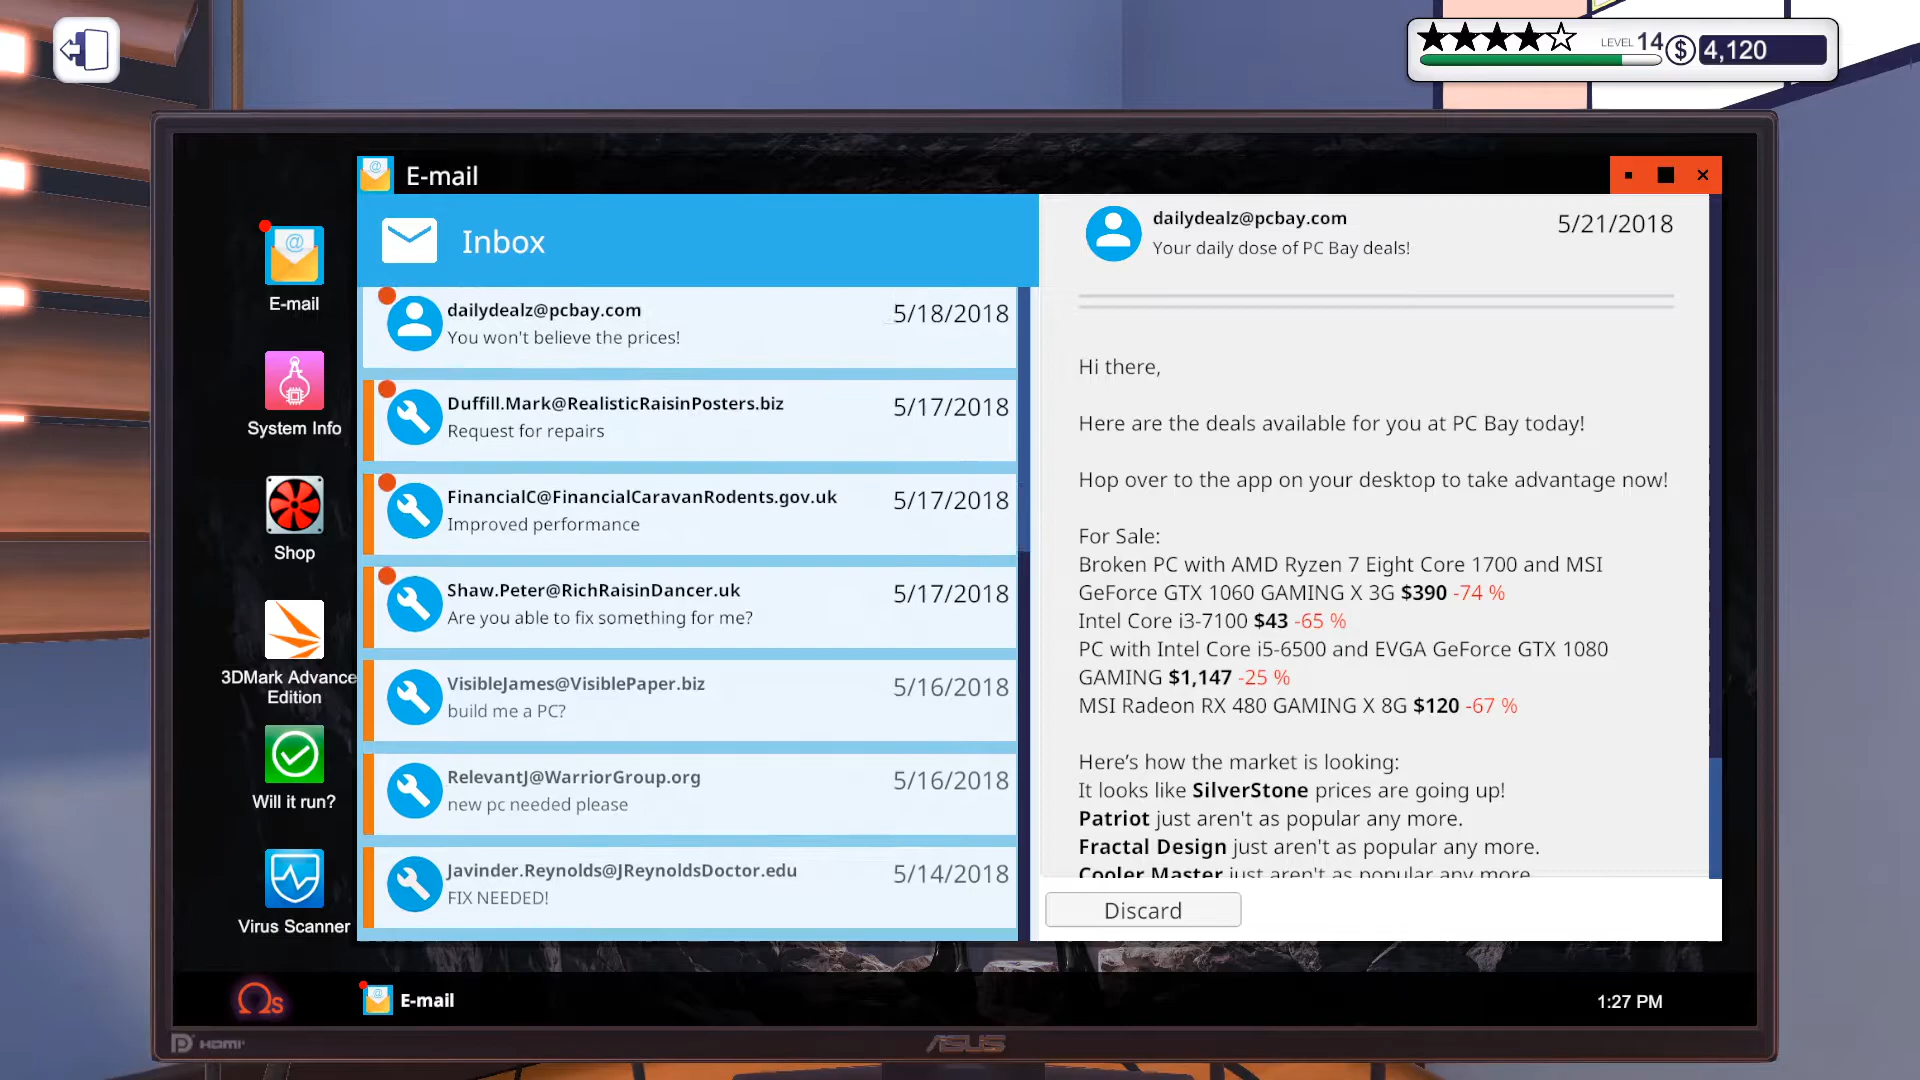 LEVEL 14
$ 4,120
E-mail
E-mail
System Info
Shop
3DMark Advance
Edition
Will it run?
Virus Scanner
Inbox
dailydealz@pcbay.com
5/18/2018
You won't believe the prices!
Duffill.Mark@RealisticRaisinPosters.biz
5/17/2018
Request for repairs
FinancialC@FinancialCaravanRodents.gov.uk
5/17/2018
Improved performance
Shaw.Peter@RichRaisinDancer.uk
5/17/2018
Are you able to fix something for me?
VisibleJames@VisiblePaper.biz
5/16/2018
build me a PC?
RelevantJ@WarriorGroup.org
5/16/2018
new pc needed please
Javinder.Reynolds@JReynoldsDoctor.edu
5/14/2018
FIX NEEDED!
dailydealz@pcbay.com
5/21/2018
Your daily dose of PC Bay deals!
Hi there,
Here are the deals available for you at PC Bay today!
Hop over to the app on your desktop to take advantage now!
For Sale:
Broken PC with AMD Ryzen 7 Eight Core 1700 and MSI
GeForce GTX 1060 GAMING X 3G $390 -74 %
Intel Core i3-7100 $43 -65 %
PC with Intel Core i5-6500 and EVGA GeForce GTX 1080
GAMING $1,147 -25 %
MSI Radeon RX 480 GAMING X 8G $120 -67 %
Here's how the market is looking:
It looks like SilverStone prices are going up!
Patriot just aren't as popular any more.
Fractal Design just aren't as popular any more.
Cooler Master just aren't as popular any more
Discard
Ωs
E-mail
1:27 PM
HDMI
ASUS